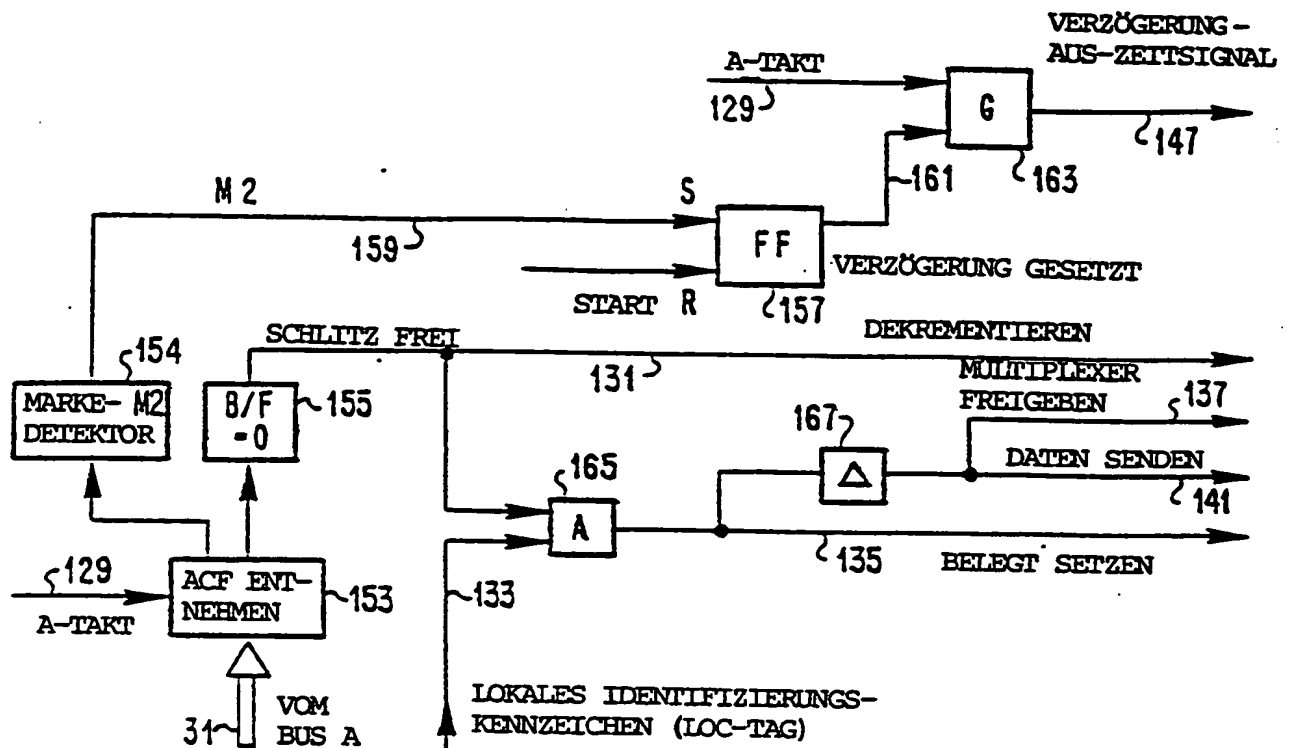 VERZÖGERUNG-
AUS-ZEITSIGNAL
A-TAKT
129
G
147
161
163
M 2
S
159
FF
VERZÖGERUNG GESETZT
START R
157
SCHLITZ FREI
DEKREMENTIEREN
154
131
MULTIPLEXER
FREIGEBEN
137
MARKE-M2
DETEKTOR
B/F
=0
155
167
Δ
DATEN SENDEN
141
165
A
135
BELEGT SETZEN
129
A-TAKT
ACF ENT-
NEHMEN
153
133
31
VOM
BUS A
LOKALES IDENTIFIZIERUNGS-
KENNZEICHEN (LOC-TAG)